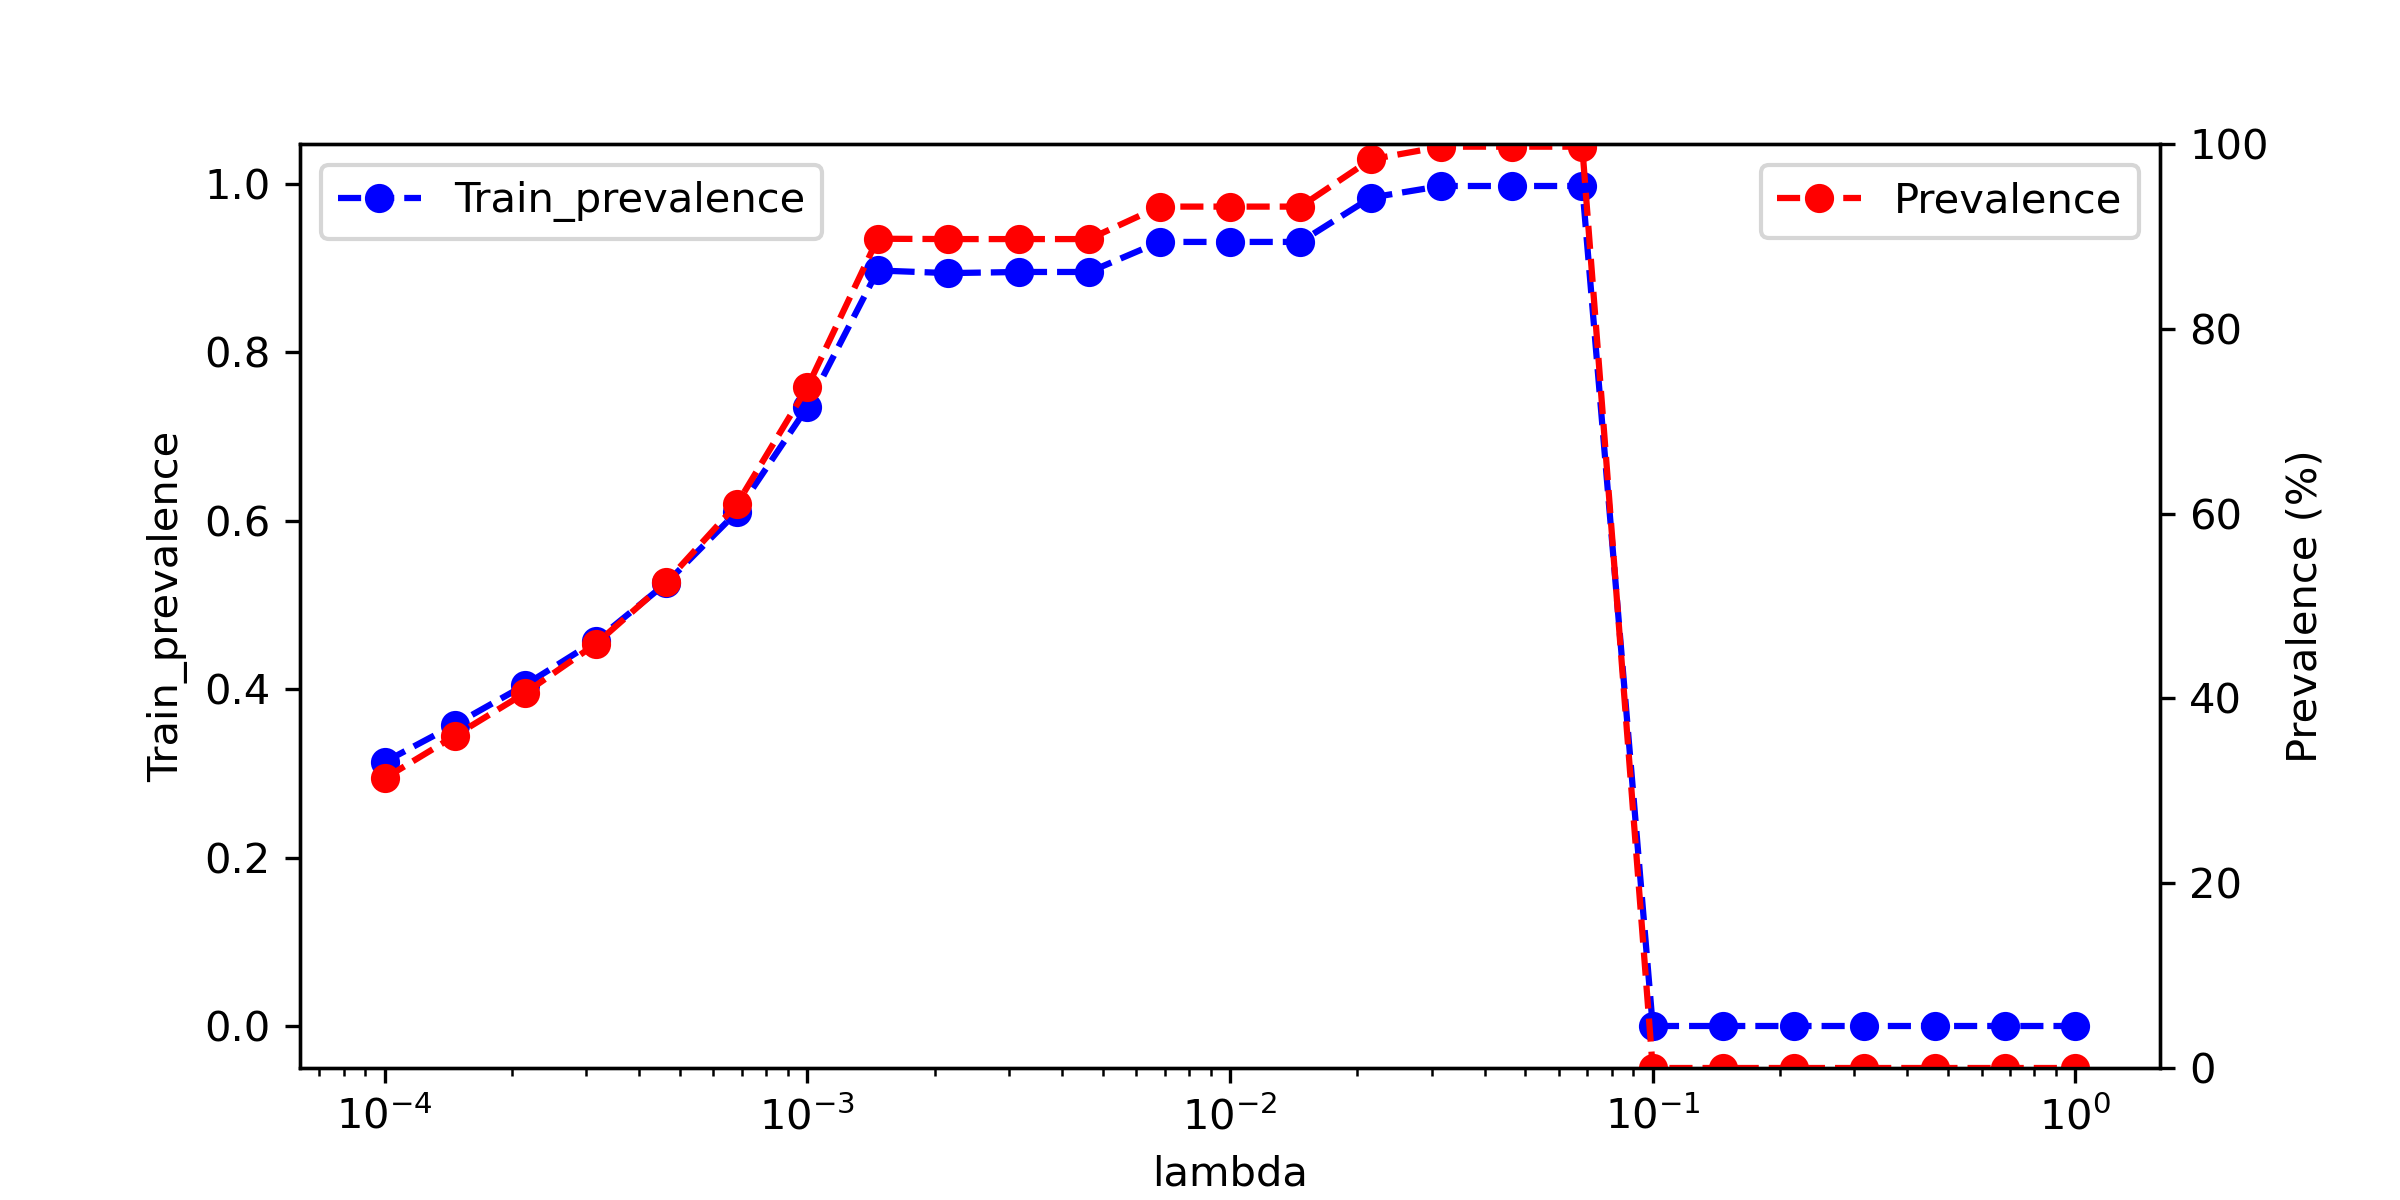 Train_prevalence
Prevalence
1.0
0.8
0.6
0.4
0.2
0.0
Train_prevalence
100
80
60
40
20
0
Prevalence (%)
10⁻⁴ 10⁻³ 10⁻² 10⁻¹ 10⁰
lambda